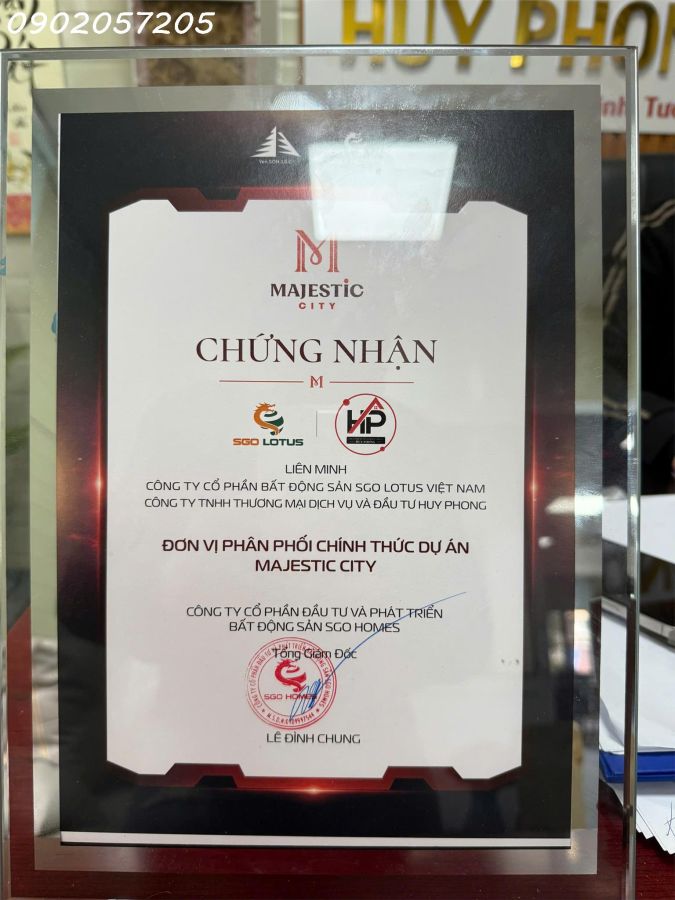 0902057205
HUY PHON
MAJESTIC
CITY
CHỨNG NHẬN
M
SGO LOTUS
HP
LIÊN MINH
CÔNG TY CỔ PHẦN BẤT ĐỘNG SẢN SGO LOTUS VIỆT NAM
CÔNG TY TNHH THƯƠNG MẠI DỊCH VỤ VÀ ĐẦU TƯ HUY PHONG
ĐƠN VỊ PHÂN PHỐI CHÍNH THỨC DỰ ÁN
MAJESTIC CITY
CÔNG TY CỔ PHẦN ĐẦU TƯ VÀ PHÁT TRIỂN
BẤT ĐỘNG SẢN SGO HOMES
Tổng Giám Đốc
SGO HOMES
LÊ ĐÌNH CHUNG